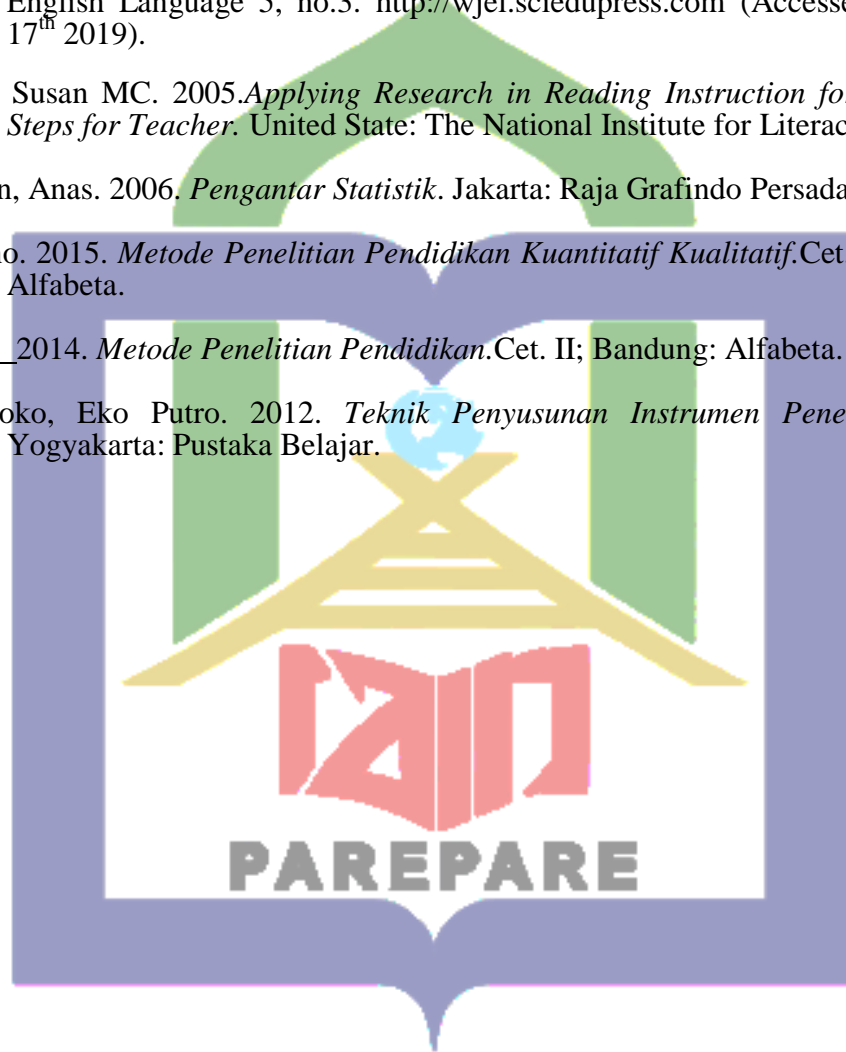 English Language 5, no.3. http://wjel.sciedupress.com (Accesse
17th 2019).
Susan MC. 2005.Applying Research in Reading Instruction fo
Steps for Teacher. United State: The National Institute for Literac
n, Anas. 2006. Pengantar Statistik. Jakarta: Raja Grafindo Persada
o. 2015. Metode Penelitian Pendidikan Kuantitatif Kualitatif.Cet.
Alfabeta.
_2014. Metode Penelitian Pendidikan.Cet. II; Bandung: Alfabeta.
oko, Eko Putro. 2012. Teknik Penyusunan Instrumen Pene
Yogyakarta: Pustaka Belajar.
iain
PAREPARE